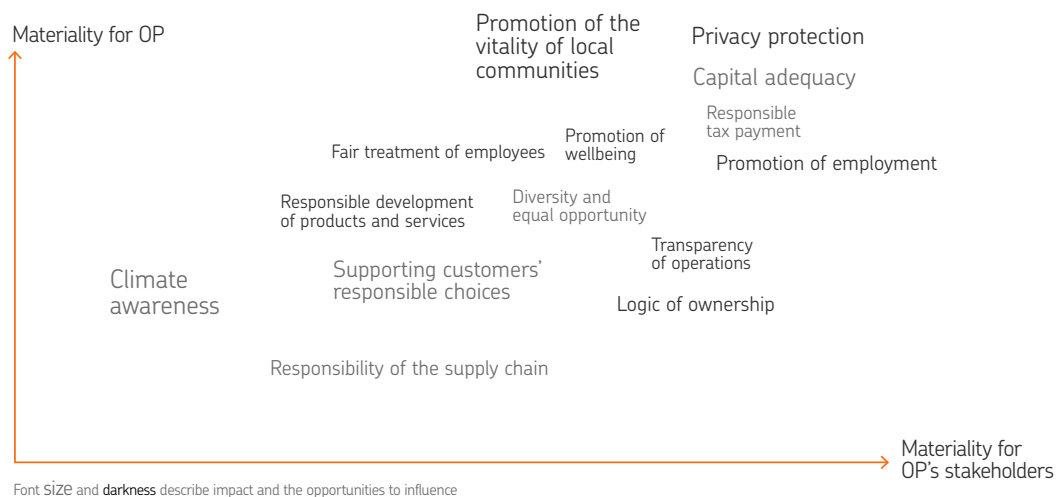 Materiality for OP
Promotion of the
vitality of local
communities
Privacy protection
Capital adequacy
Responsible
tax payment
Promotion of
wellbeing
Fair treatment of employees
Promotion of employment
Responsible development
of products and services
Diversity and
equal opportunity
Transparency
of operations
Climate
awareness
Supporting customers’
responsible choices
Logic of ownership
Responsibility of the supply chain
Materiality for
OP’s stakeholders
Font size and darkness describe impact and the opportunities to influence